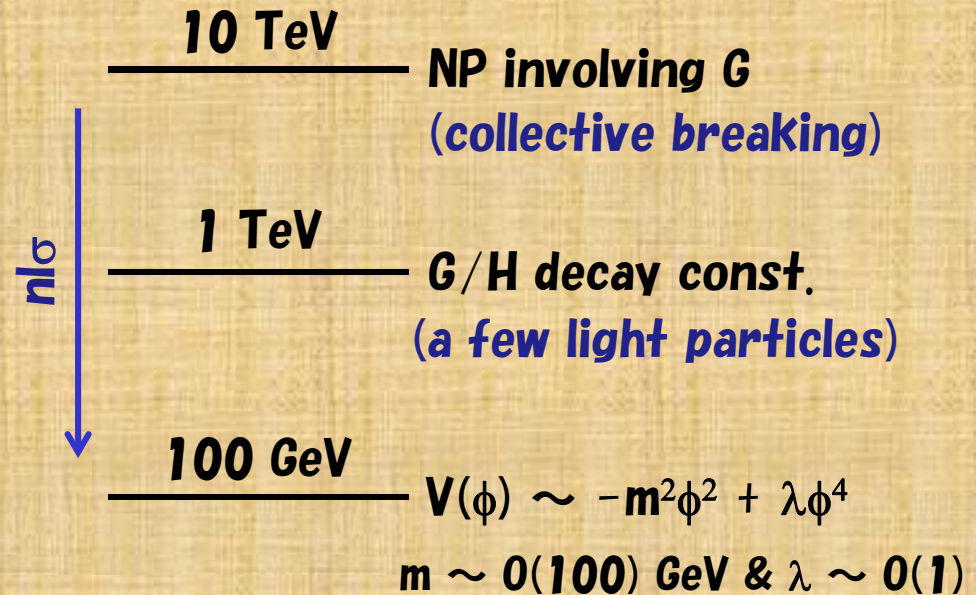 10 TeV
NP involving G
(collective breaking)
1 TeV
nlσ
G/H decay const.
(a few light particles)
100 GeV
V(ϕ) ~ −m²ϕ² + λϕ⁴
m ~ O(100) GeV & λ ~ O(1)